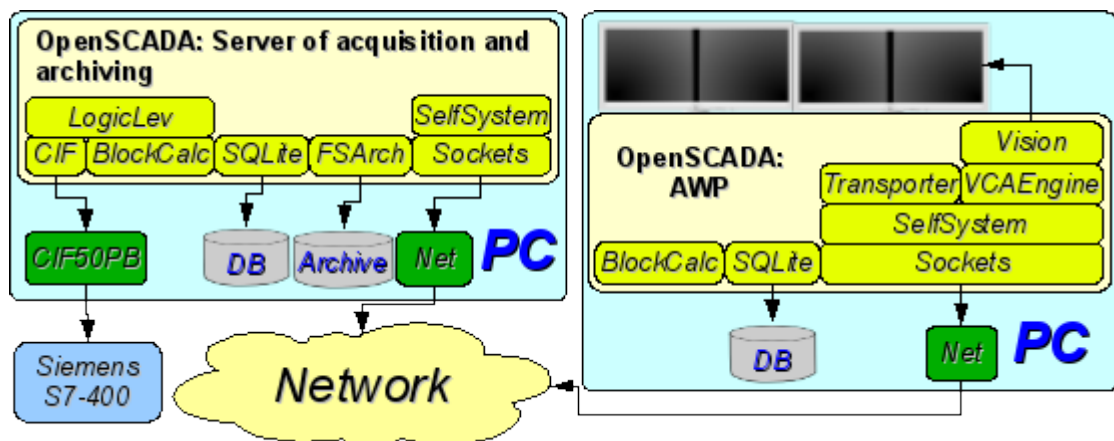 OpenSCADA: Server of acquisition and
archiving
LogicLev
SelfSystem
CIF
BlockCalc
SQLite
FSArch
Sockets
CIF50PB
DB
Archive
Net
PC
Siemens
S7-400
Network
OpenSCADA:
AWP
Vision
Transporter
VCAEngine
SelfSystem
BlockCalc
SQLite
Sockets
DB
Net
PC